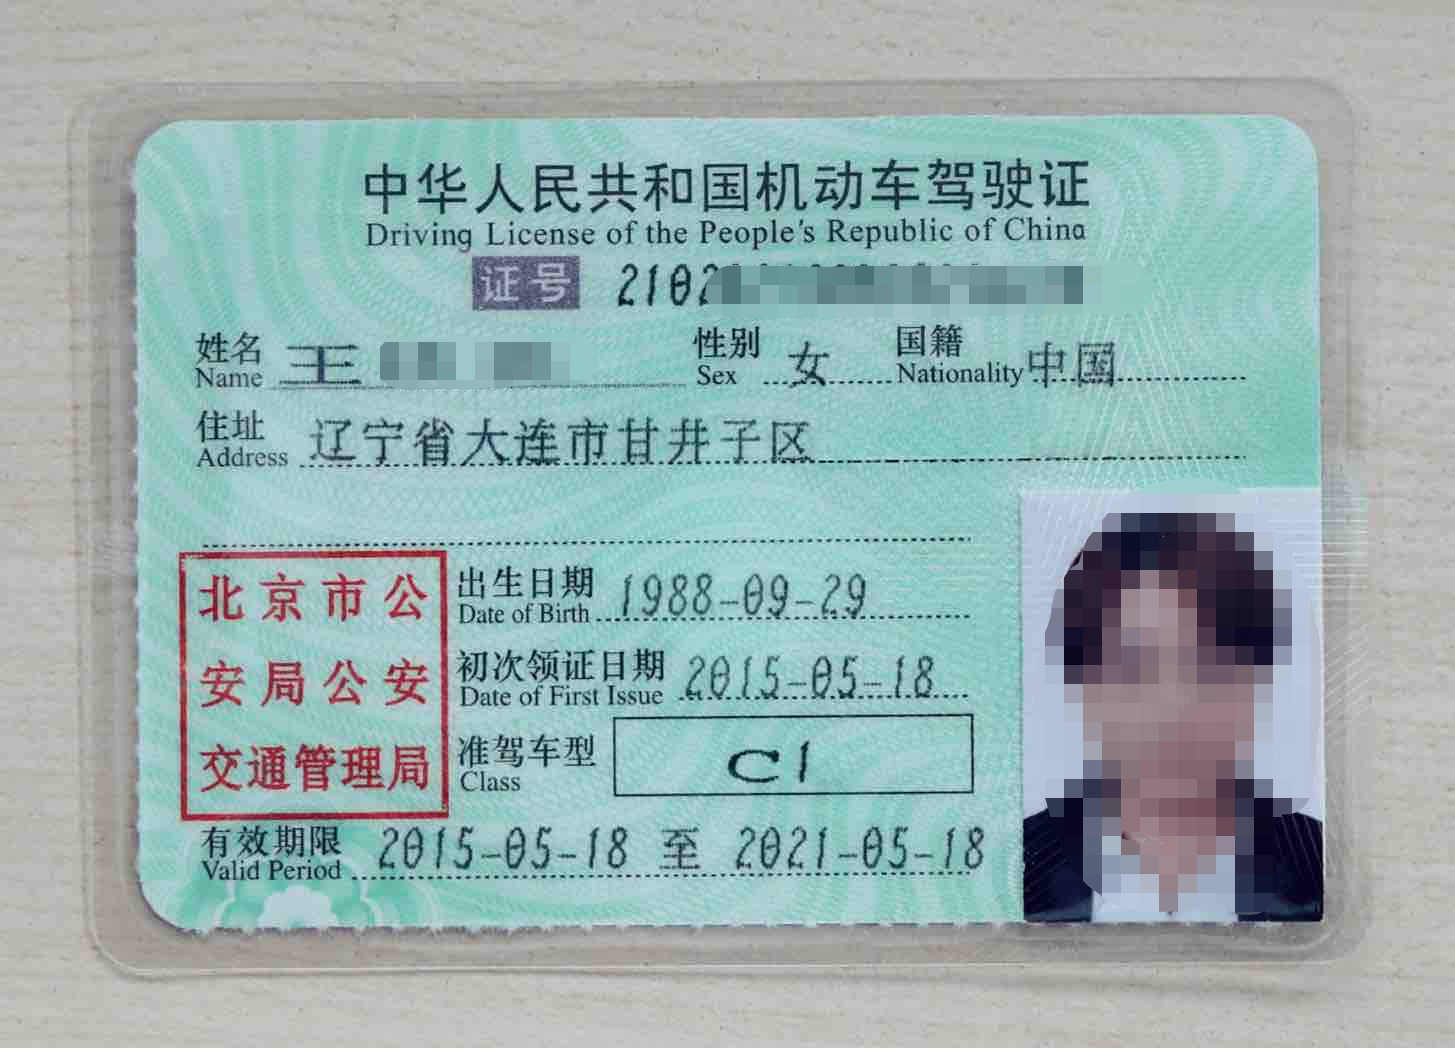 中华人民共和国机动车驾驶证
Driving License of the People's Republic of China
证号 2102
姓名 Name 王 性别 Sex 女 国籍 Nationality 中国
住址 Address 辽宁省大连市甘井子区
北京市公
安局公安
交通管理局
出生日期 Date of Birth 1988-09-29
初次领证日期 Date of First Issue 2015-05-18
准驾车型 Class C1
有效期限 Valid Period 2015-05-18 至 2021-05-18